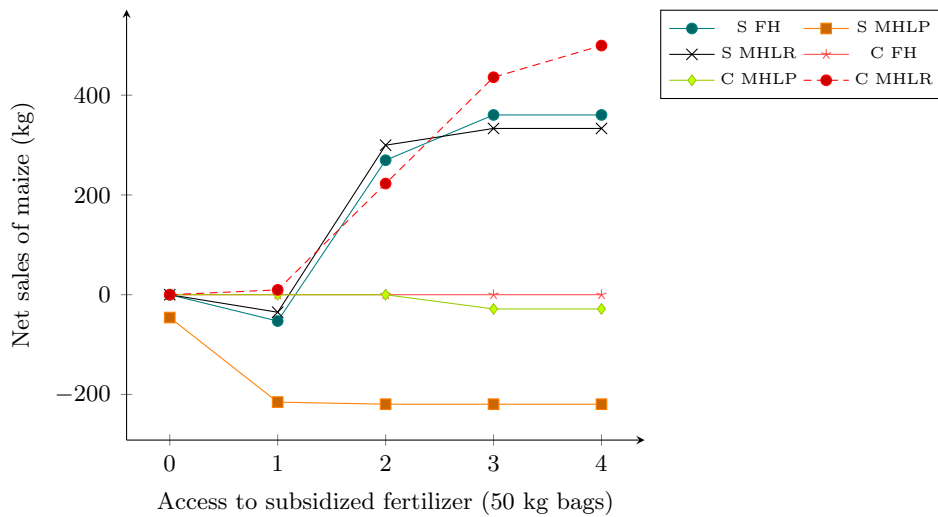 S FH S MHLP
S MHLR C FH
C MHLP C MHLR
Net sales of maize (kg)
400
200
0
−200
0 1 2 3 4
Access to subsidized fertilizer (50 kg bags)